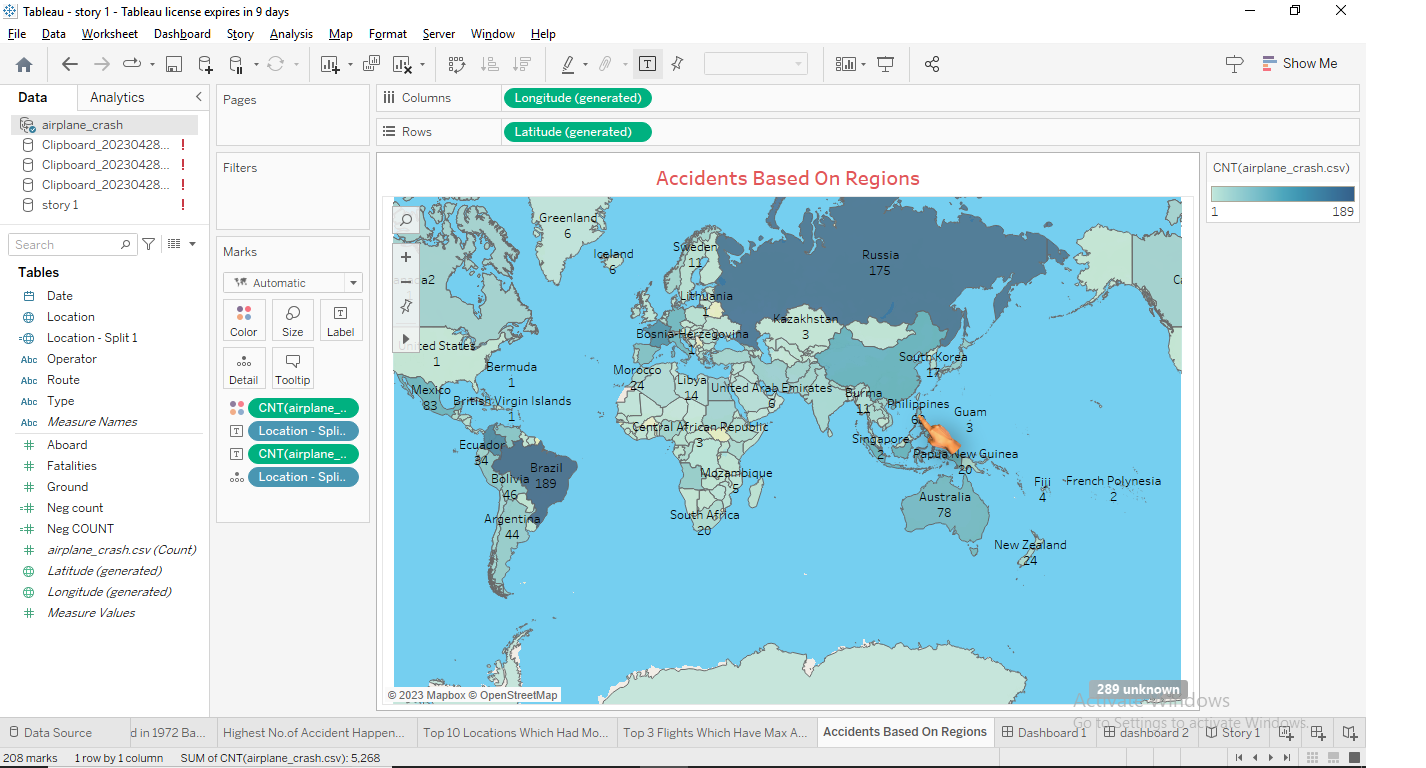 Tableau - story 1 - Tableau license expires in 9 days
File Data Worksheet Dashboard Story Analysis Map Format Server Window Help
Show Me
Data Analytics
airplane_crash
Clipboard_20230428...
Clipboard_20230428...
Clipboard_20230428...
story 1
Search
Tables
Date
Location
Location - Split 1
Abc Operator
Abc Route
Abc Type
Abc Measure Names
Aboard
Fatalities
Ground
Neg count
Neg COUNT
airplane_crash.csv (Count)
Latitude (generated)
Longitude (generated)
Measure Values
Pages
Filters
Marks
Automatic
Color Size Label
Detail Tooltip
CNT(airplane_..
Location - Spli..
CNT(airplane_..
Location - Spli..
Columns Longitude (generated)
Rows Latitude (generated)
Accidents Based On Regions
Greenland
6
Iceland
6
Sweden
11
Russia
175
Lithuania
1
Kazakhstan
3
Bosnia-Herzegovina
United States
1
Bermuda
1
Mexico
83
British Virgin Islands
1
Morocco
24
Libya
14
United Arab Emirates
6
South Korea
17
Burma
11
Philippines
Guam
3
Central African Republic
3
Singapore
2
Papua New Guinea
20
Ecuador
34
Brazil
189
Bolivia
46
Mozambique
5
Fiji
4
French Polynesia
2
Australia
78
Argentina
44
South Africa
20
New Zealand
24
© 2023 Mapbox © OpenStreetMap
289 unknown
CNT(airplane_crash.csv)
1 189
Activate Windows
Go to Settings to activate Windows.
Data Source d in 1972 Ba... Highest No.of Accident Happen... Top 10 Locations Which Had Mo... Top 3 Flights Which Have Max A... Accidents Based On Regions Dashboard 1 dashboard 2 Story 1
208 marks 1 row by 1 column SUM of CNT(airplane_crash.csv): 5,268